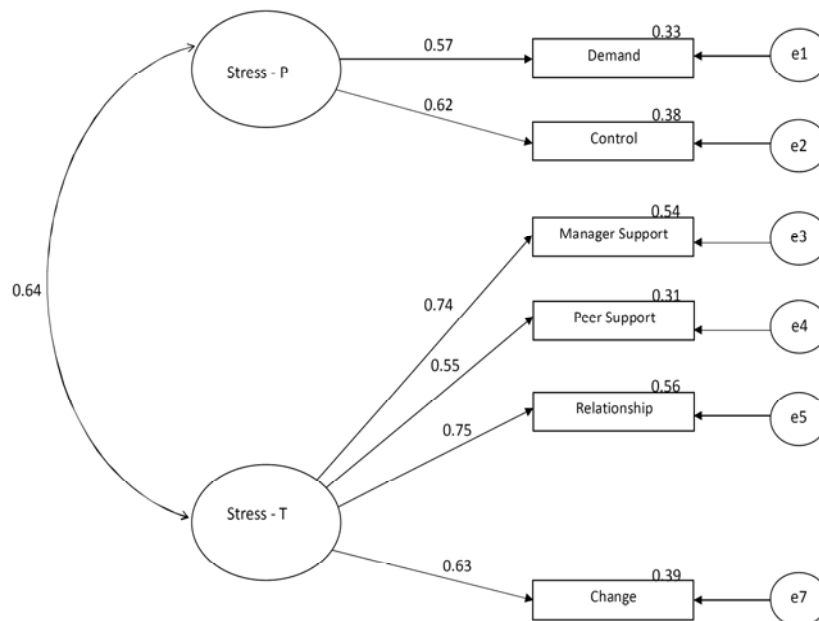 0.33
0.57
Demand
e1
Stress - P
0.62
0.38
Control
e2
0.54
Manager Support
e3
0.64
0.74
0.31
Peer Support
e4
0.55
0.56
Relationship
e5
0.75
Stress - T
0.63
0.39
Change
e7